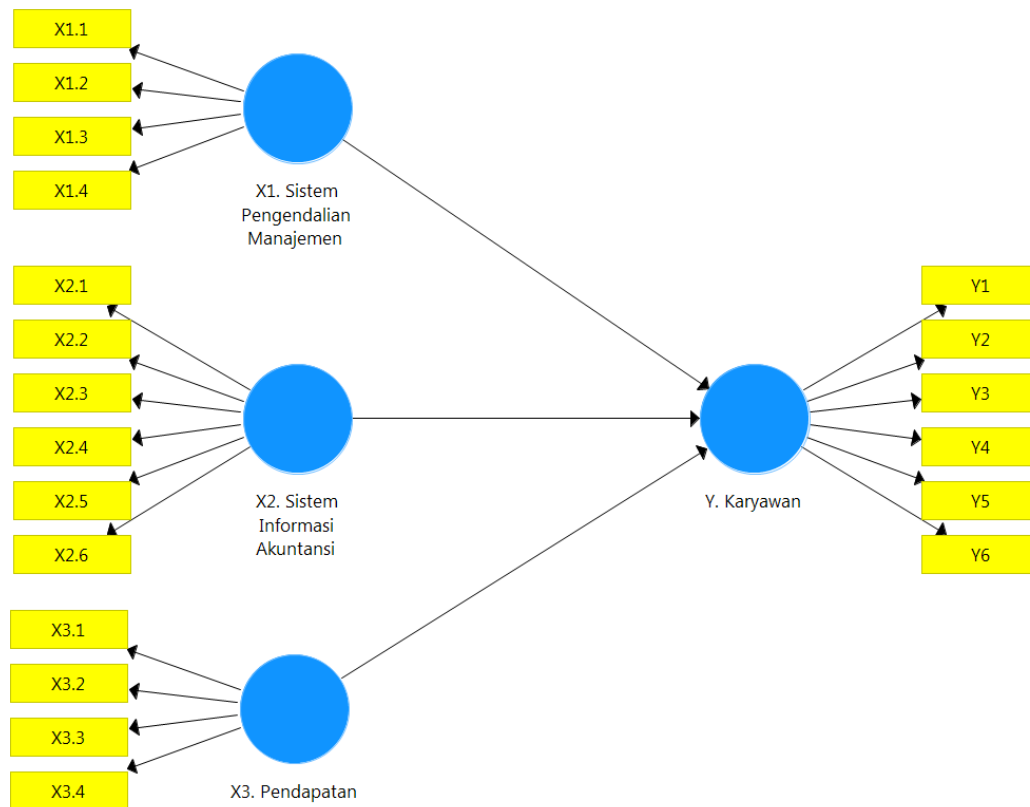 X1.1
X1.2
X1.3
X1.4
X1. Sistem
Pengendalian
Manajemen
X2.1
X2.2
X2.3
X2.4
X2.5
X2.6
X2. Sistem
Informasi
Akuntansi
X3.1
X3.2
X3.3
X3.4
X3. Pendapatan
Y. Karyawan
Y1
Y2
Y3
Y4
Y5
Y6